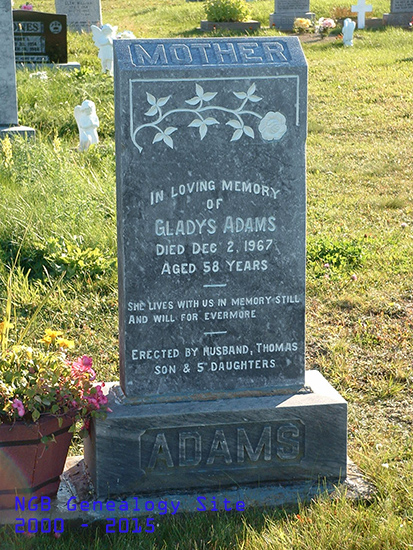 MOTHER
IN LOVING MEMORY
OF
GLADYS ADAMS
DIED DEC 2, 1967
AGED 58 YEARS
SHE LIVES WITH US IN MEMORY STILL
AND WILL FOR EVERMORE
ERECTED BY HUSBAND, THOMAS
SON & 5 DAUGHTERS
ADAMS
NGB Genealogy Site
2000 - 2015